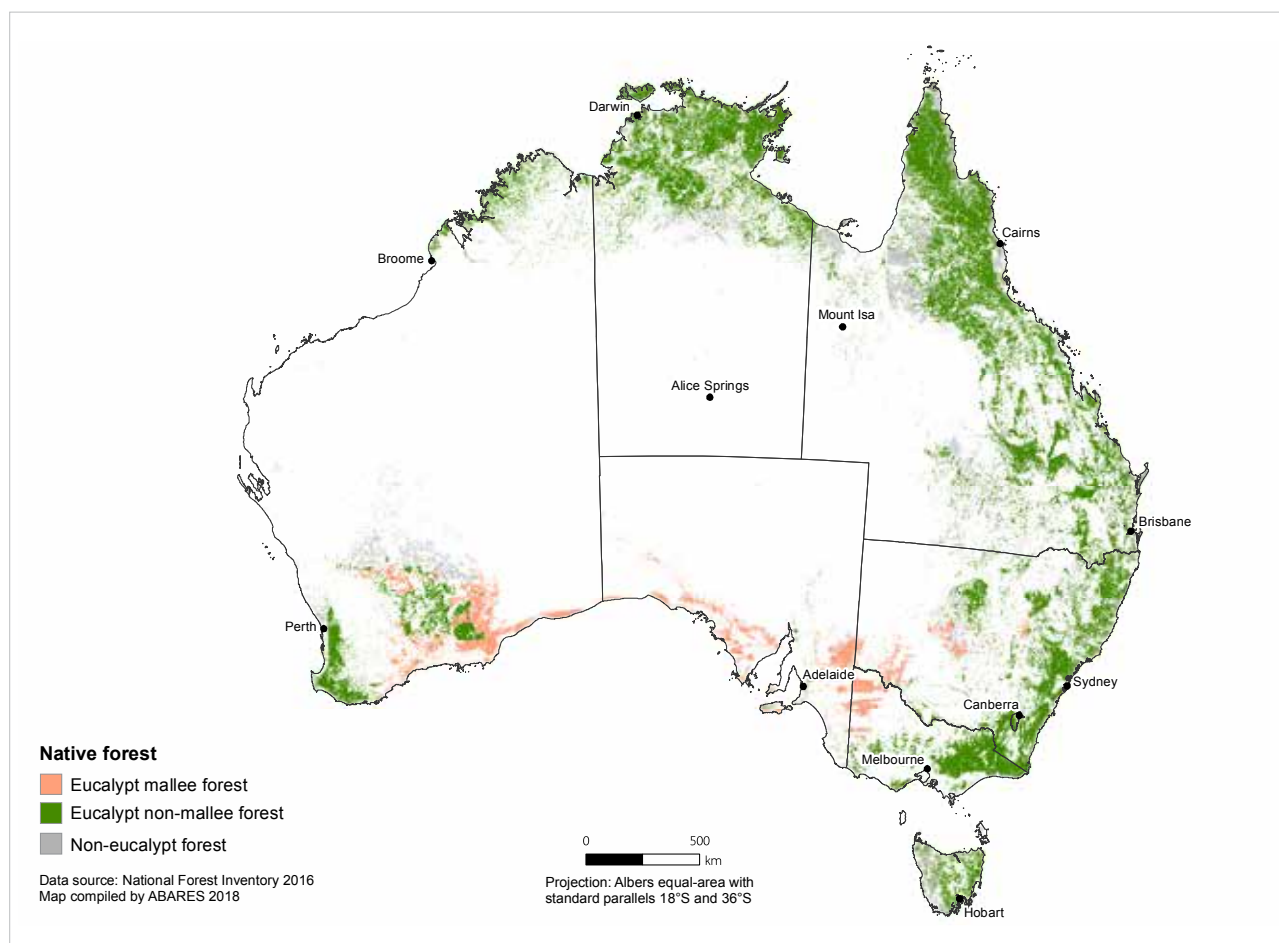 Darwin
Cairns
Broome
Mount Isa
Alice Springs
Brisbane
Perth
Adelaide
Sydney
Canberra
Melbourne
Native forest
Eucalypt mallee forest
Eucalypt non-mallee forest
Non-eucalypt forest
Data source: National Forest Inventory 2016
Map compiled by ABARES 2018
0 500
km
Projection: Albers equal-area with
standard parallels 18°S and 36°S
Hobart